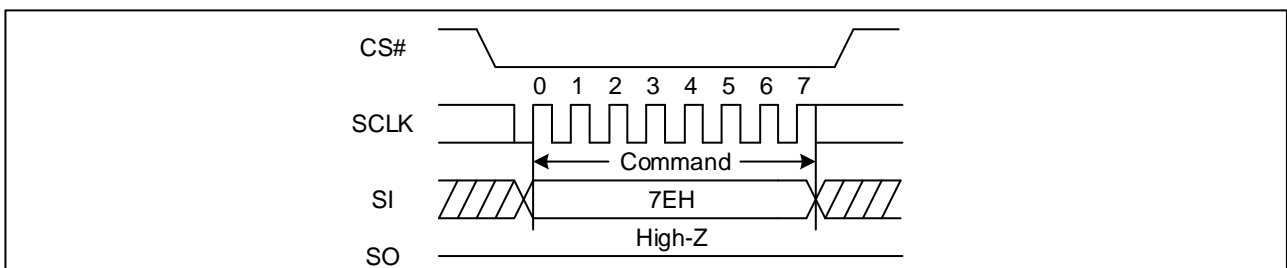 CS#
0 1 2 3 4 5 6 7
SCLK
Command
SI
7EH
High-Z
SO